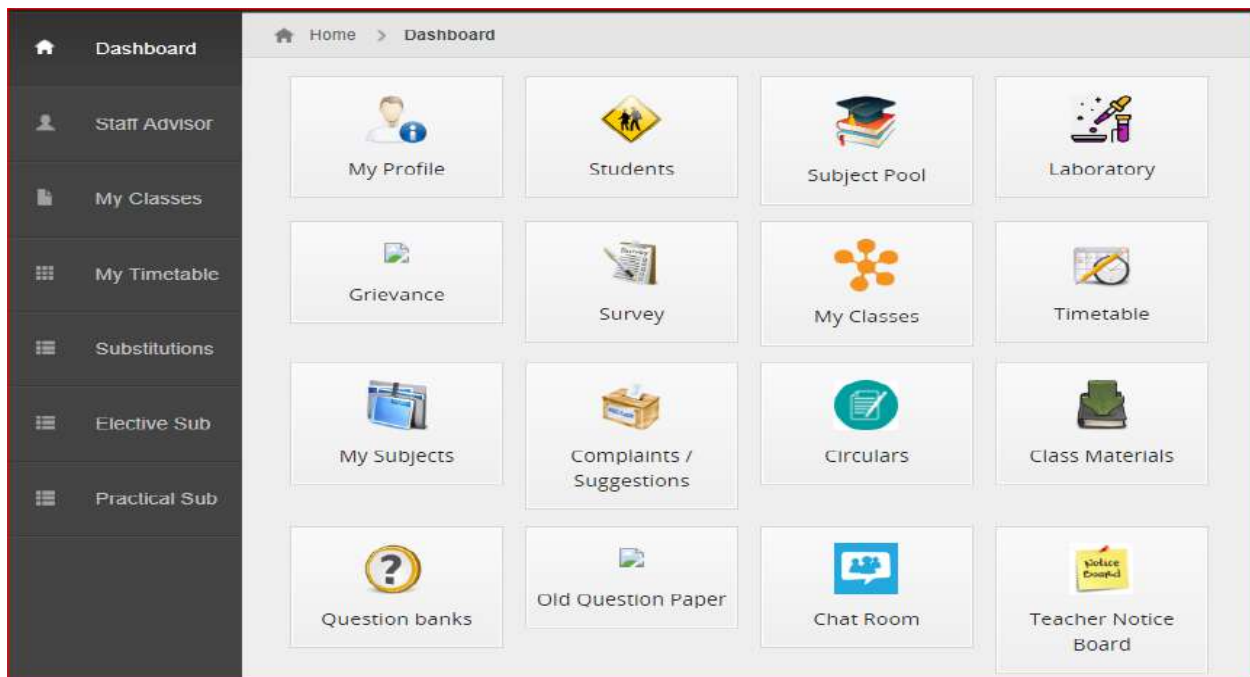 Dashboard
Staff Advisor
My Classes
My Timetable
Substitutions
Elective Sub
Practical Sub
Home > Dashboard
My Profile
Students
Subject Pool
Laboratory
Grievance
Survey
My Classes
Timetable
My Subjects
Complaints /
Suggestions
Circulars
Class Materials
Question banks
Old Question Paper
Chat Room
Notice
Board
Teacher Notice
Board